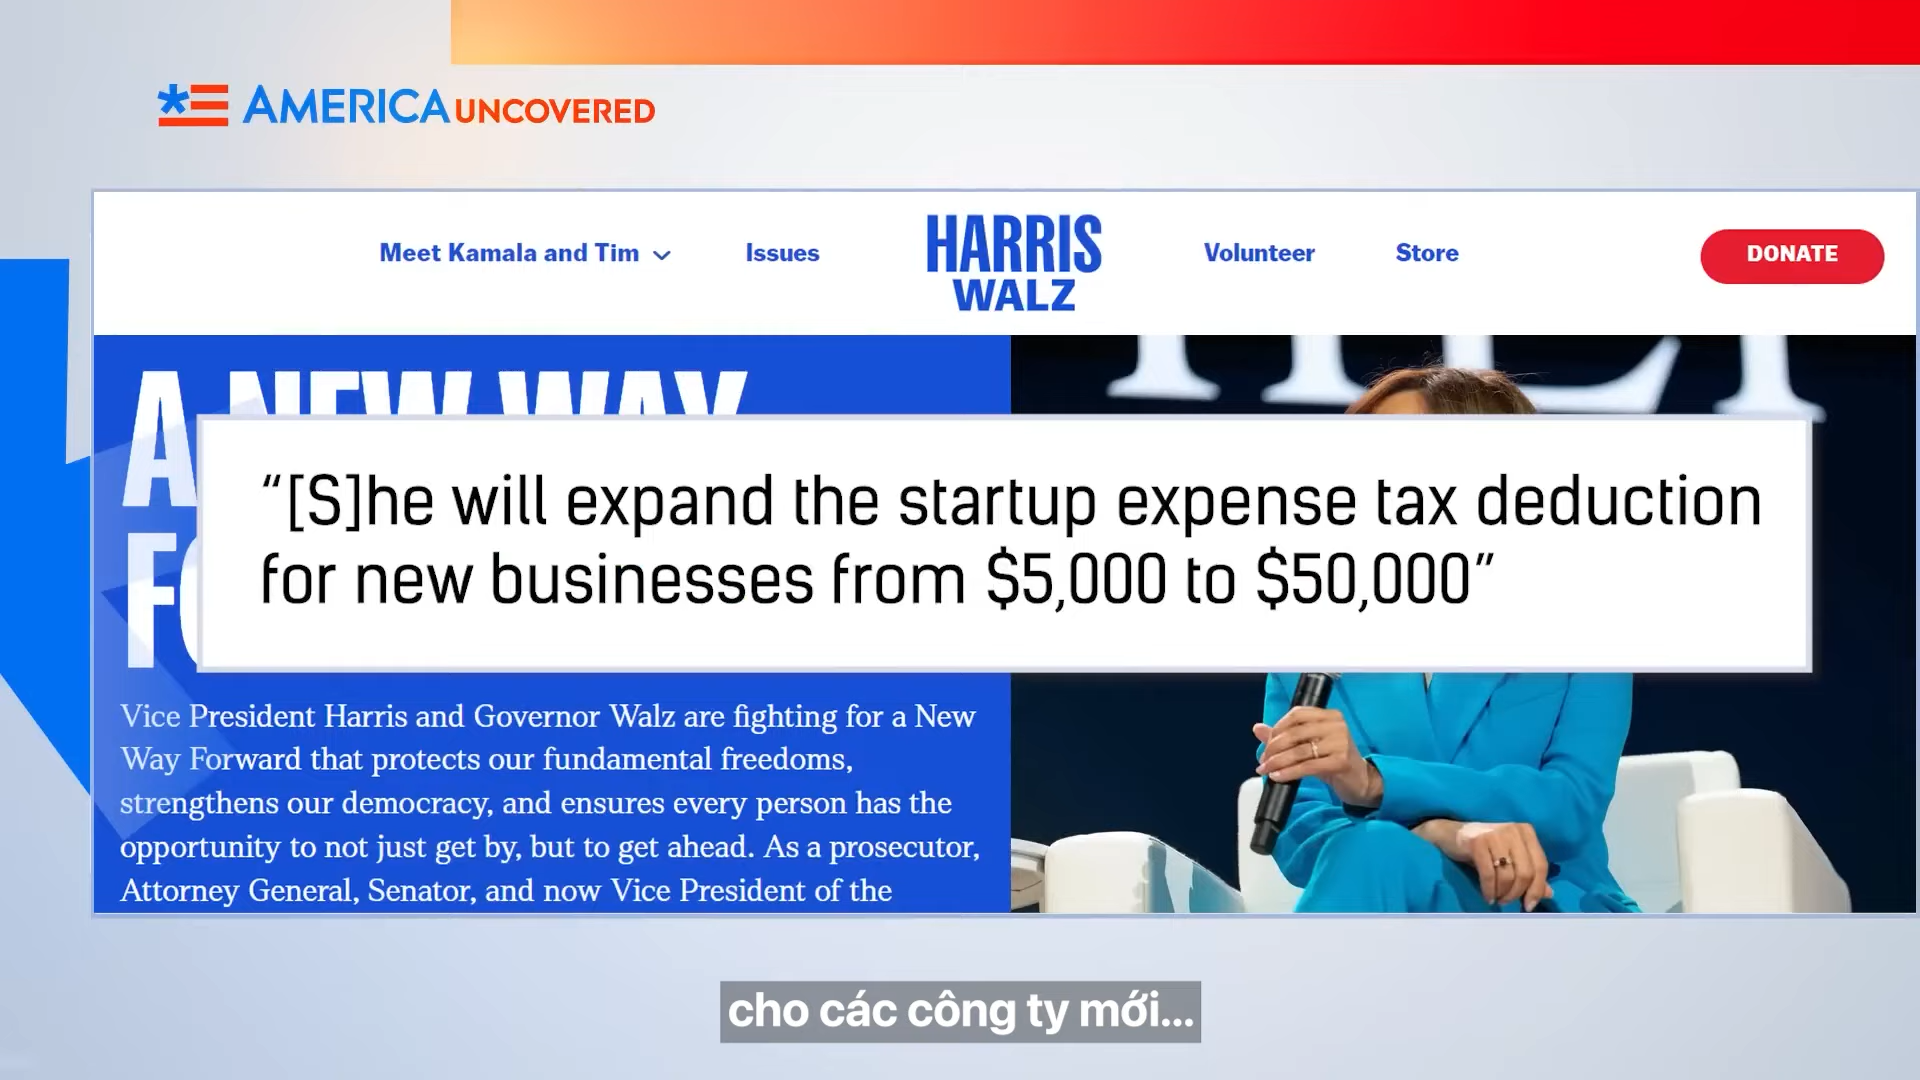 AMERICA UNCOVERED
Meet Kamala and Tim
Issues
HARRIS
WALZ
Volunteer
Store
DONATE
A NEW WAY
“[S]he will expand the startup expense tax deduction
for new businesses from $5,000 to $50,000”
Vice President Harris and Governor Walz are fighting for a New
Way Forward that protects our fundamental freedoms,
strengthens our democracy, and ensures every person has the
opportunity to not just get by, but to get ahead. As a prosecutor,
Attorney General, Senator, and now Vice President of the
cho các công ty mới...